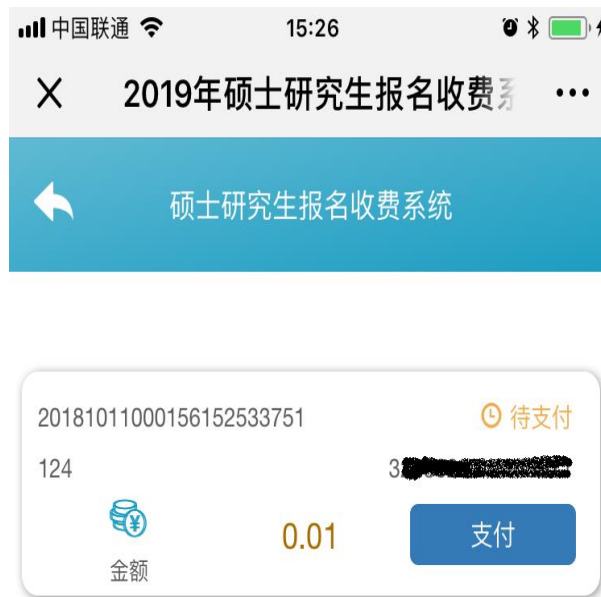 中国联通 15:26
2019年硕士研究生报名收费系
硕士研究生报名收费系统
20181011000156152533751 待支付
124 3
0.01 支付
金额